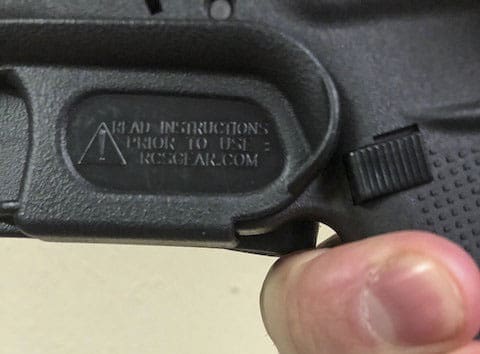 READ INSTRUCTIONS
PRIOR TO USE :
RCSGEAR.COM